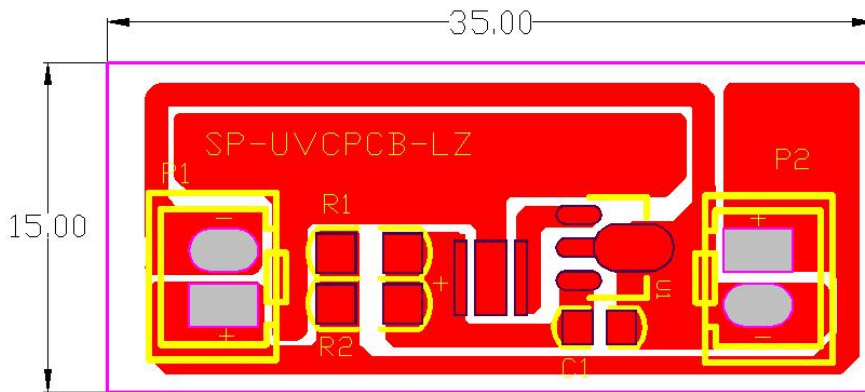 35.00
SP-UVCPCB-LZ
P1
P2
R1
15.00
−
+
+
U1
+
−
R2
C1